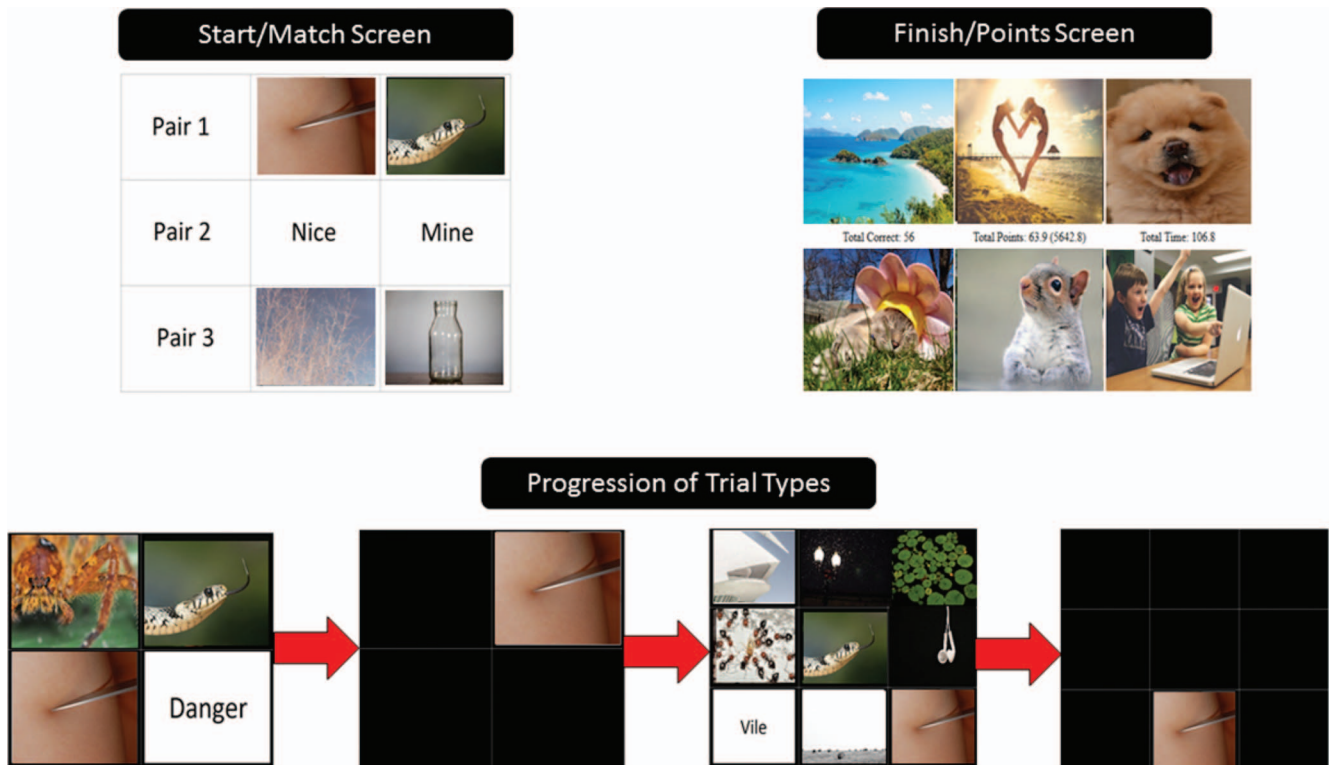 Start/Match Screen
Finish/Points Screen
Pair 1
Pair 2
Nice
Mine
Pair 3
Total Correct: 56
Total Points: 63.9 (5642.8)
Total Time: 106.8
Progression of Trial Types
Danger
Vile